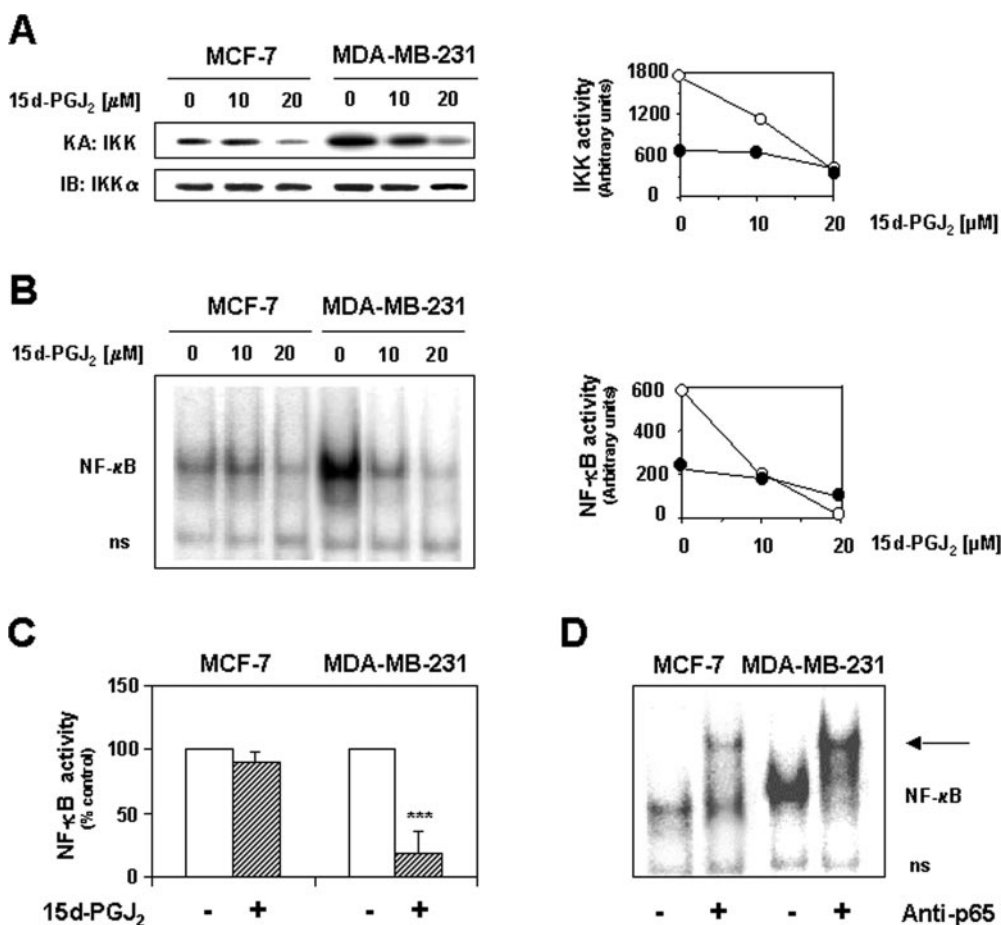 A
MCF-7 MDA-MB-231
15d-PGJ2 [µM] 0 10 20 0 10 20
KA: IKK
IB: IKKα
IKK activity
(Arbitrary units)
1800
1200
600
0
0 10 20 15d-PGJ2 [µM]
B
MCF-7 MDA-MB-231
15d-PGJ2 [µM] 0 10 20 0 10 20
NF-κB
ns
NF-κB activity
(Arbitrary units)
600
400
200
0
0 10 20 15d-PGJ2 [µM]
C
MCF-7 MDA-MB-231
NF-κB activity
(% control)
150
100
50
0
***
15d-PGJ2 - + - +
D
MCF-7 MDA-MB-231
NF-κB
ns
- + - + Anti-p65